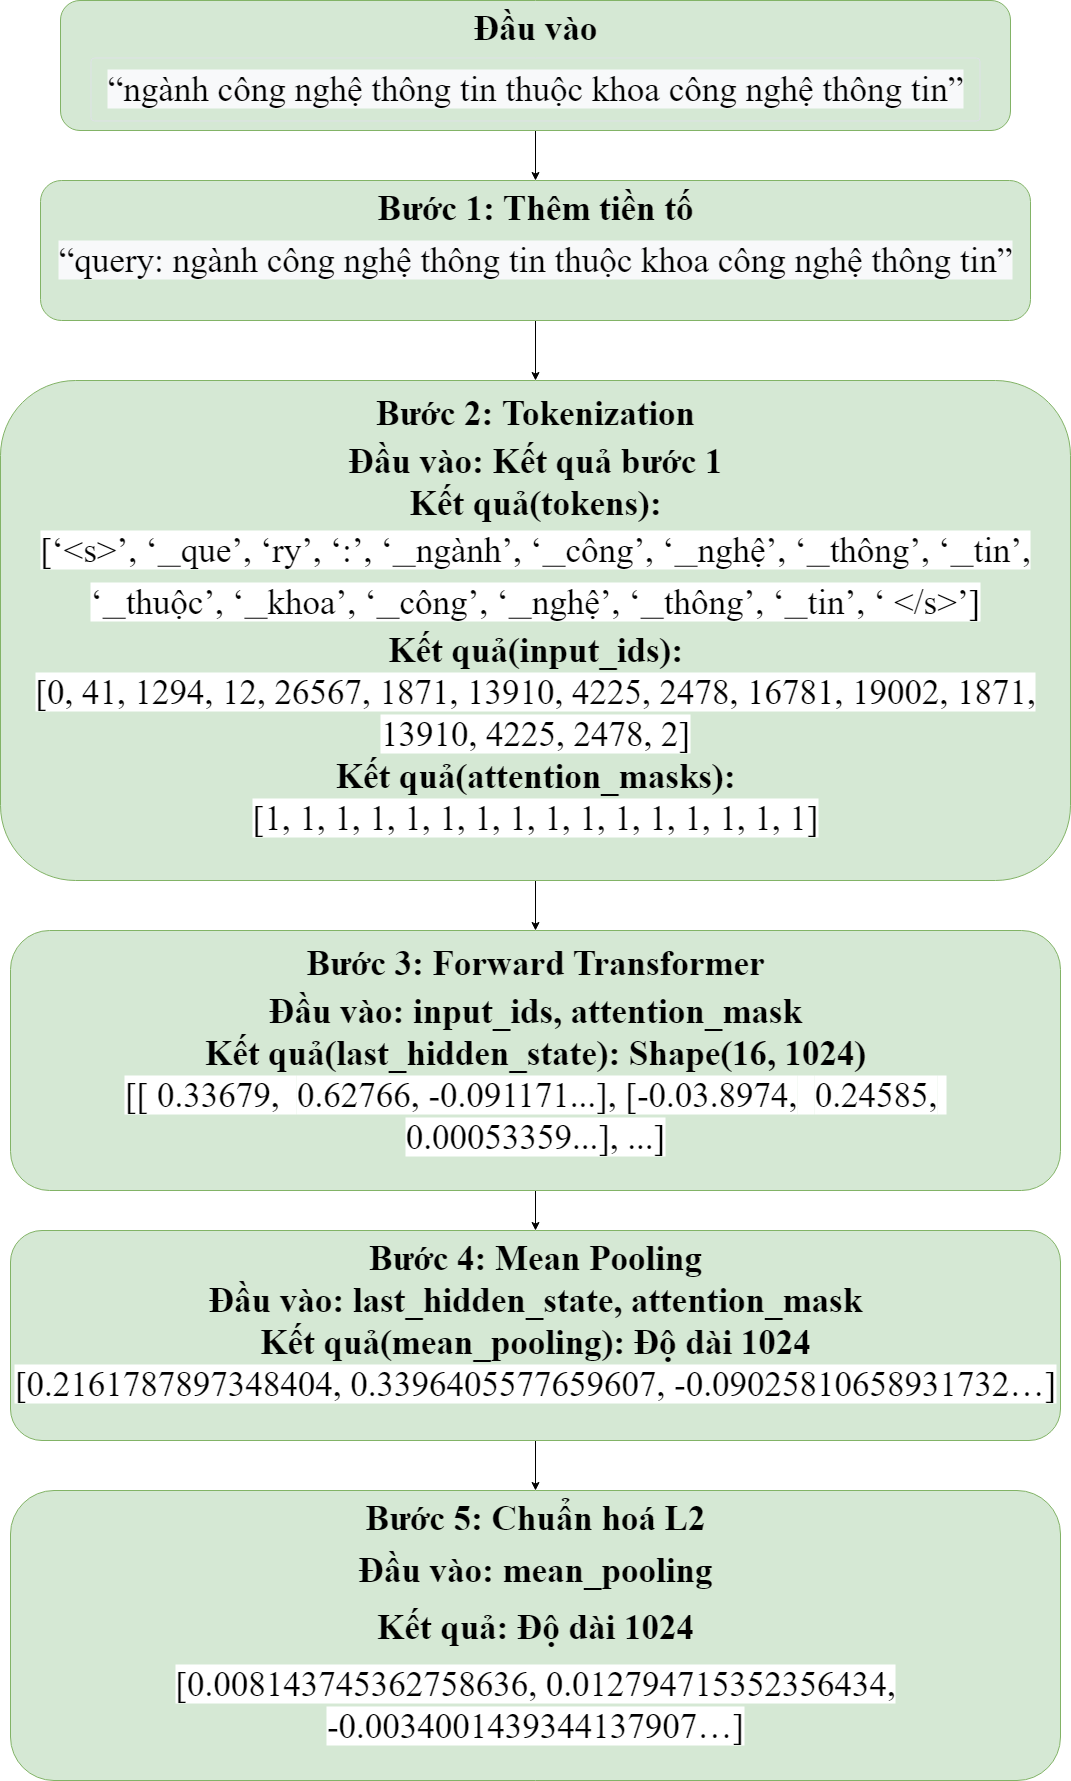 Đầu vào
“ngành công nghệ thông tin thuộc khoa công nghệ thông tin”
Bước 1: Thêm tiền tố
“query: ngành công nghệ thông tin thuộc khoa công nghệ thông tin”
Bước 2: Tokenization
Đầu vào: Kết quả bước 1
Kết quả(tokens):
[‘<s>’, ‘_que’, ‘ry’, ‘:’, ‘_ngành’, ‘_công’, ‘_nghệ’, ‘_thông’, ‘_tin’,
‘_thuộc’, ‘_khoa’, ‘_công’, ‘_nghệ’, ‘_thông’, ‘_tin’, ‘ </s>’]
Kết quả(input_ids):
[0, 41, 1294, 12, 26567, 1871, 13910, 4225, 2478, 16781, 19002, 1871,
13910, 4225, 2478, 2]
Kết quả(attention_masks):
[1, 1, 1, 1, 1, 1, 1, 1, 1, 1, 1, 1, 1, 1, 1, 1]
Bước 3: Forward Transformer
Đầu vào: input_ids, attention_mask
Kết quả(last_hidden_state): Shape(16, 1024)
[[ 0.33679,  0.62766, -0.091171...], [-0.03.8974,  0.24585,
0.00053359...], ...]
Bước 4: Mean Pooling
Đầu vào: last_hidden_state, attention_mask
Kết quả(mean_pooling): Độ dài 1024
[0.2161787897348404, 0.3396405577659607, -0.09025810658931732…]
Bước 5: Chuẩn hoá L2
Đầu vào: mean_pooling
Kết quả: Độ dài 1024
[0.008143745362758636, 0.012794715352356434,
-0.0034001439344137907…]